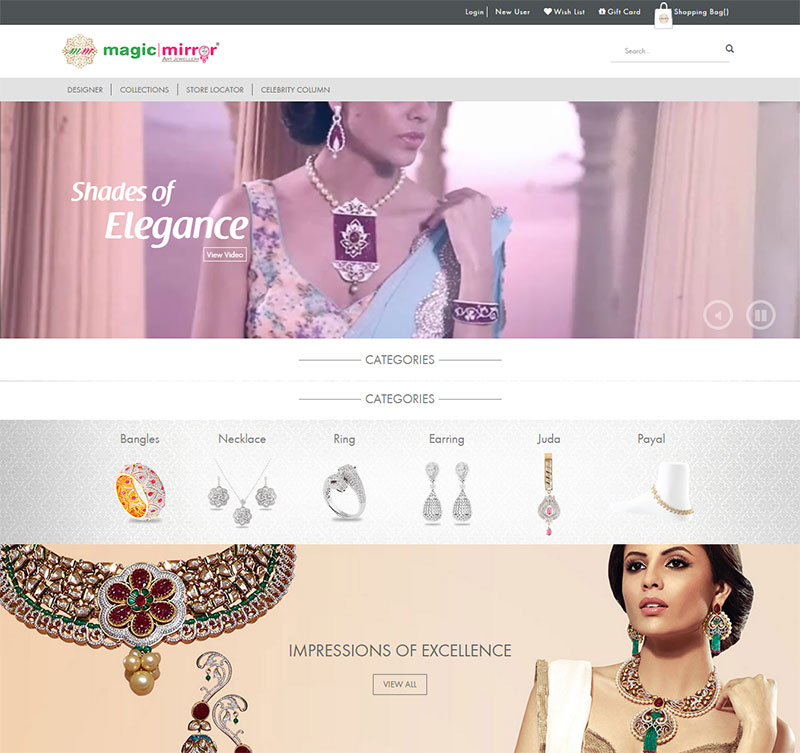 Login | New User Wish List Gift Card Shopping Bag()
magic|mirror®
ART JEWELLERY
Search...
DESIGNER | COLLECTIONS | STORE LOCATOR | CELEBRITY COLUMN
Shades of
Elegance
View Video
CATEGORIES
CATEGORIES
Bangles Necklace Ring Earring Juda Payal
IMPRESSIONS OF EXCELLENCE
VIEW ALL